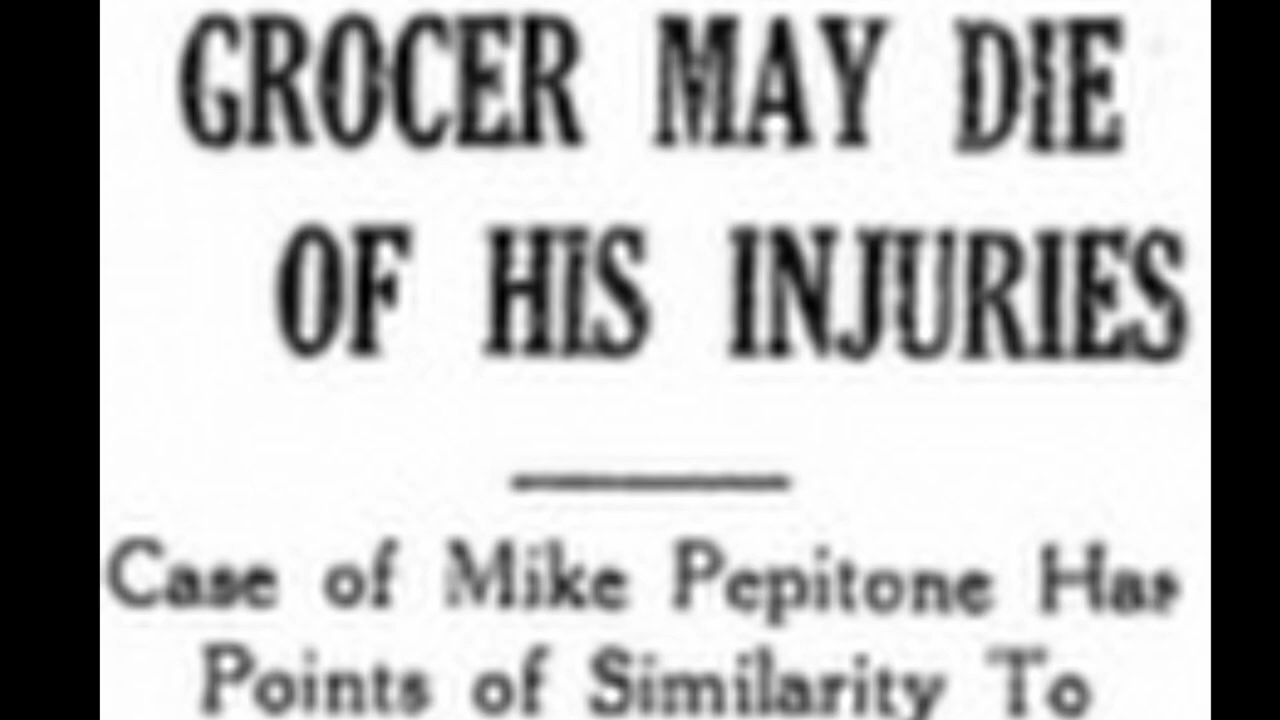 GROCER MAY DIE
OF HIS INJURIES
Case of Mike Pepitone Has
Points of Similarity To